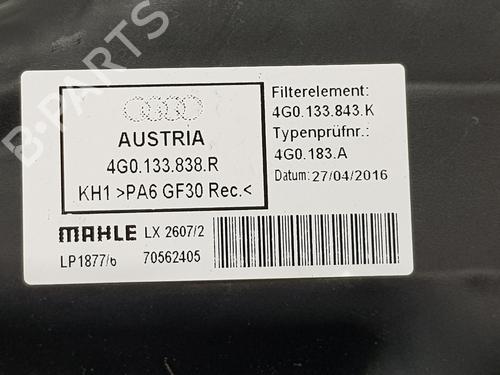 B-PARTS
AUSTRIA
4G0.133.838.R
KH1 >PA6 GF30 Rec.<
Filterelement:
4G0.133.843.K
Typenprüfnr.:
4G0.183.A
Datum: 27/04/2016
MAHLE LX 2607/2
LP1877/6 70562405